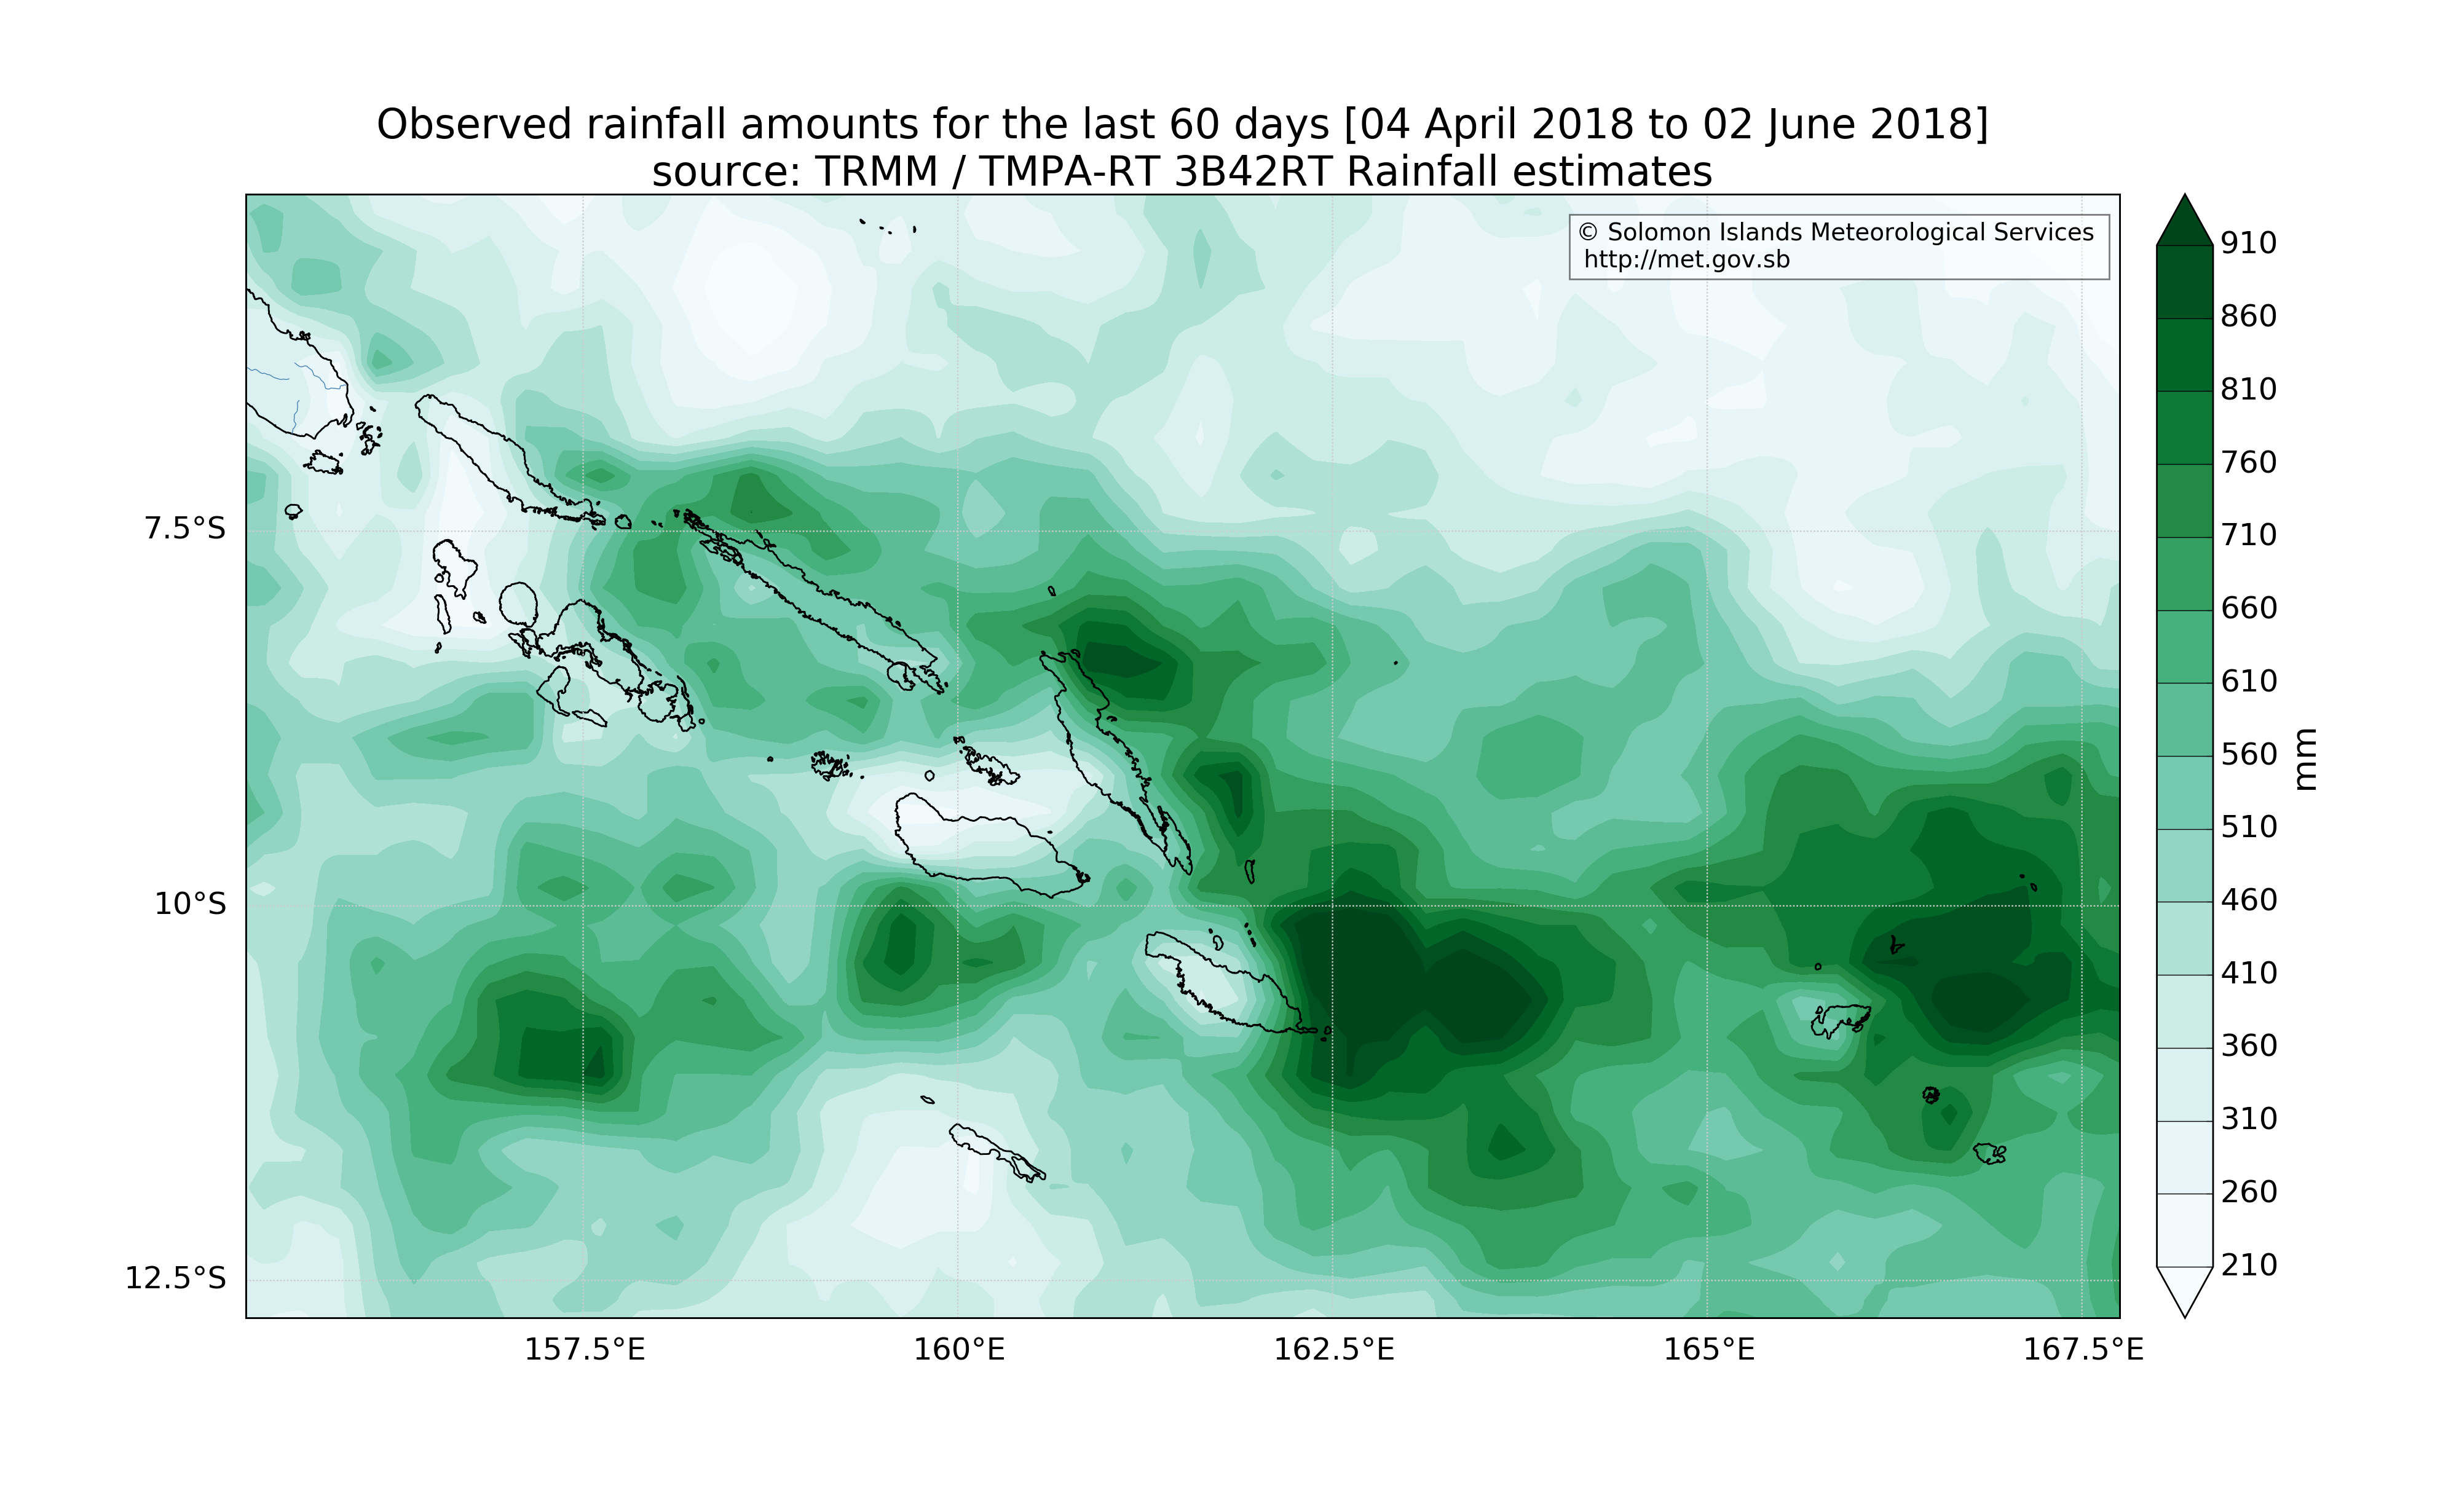 Observed rainfall amounts for the last 60 days [04 April 2018 to 02 June 2018]
source: TRMM / TMPA-RT 3B42RT Rainfall estimates
© Solomon Islands Meteorological Services
http://met.gov.sb
7.5°S
10°S
12.5°S
157.5°E
160°E
162.5°E
165°E
167.5°E
910
860
810
760
710
660
610
560
510
460
410
360
310
260
210
mm